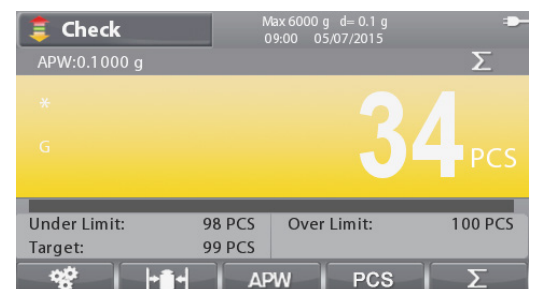 Check
Max 6000 g d= 0.1 g
09:00 05/07/2015
APW:0.1000 g
Σ
*
G
34 PCS
Under Limit: 98 PCS Over Limit: 100 PCS
Target: 99 PCS
APW PCS Σ